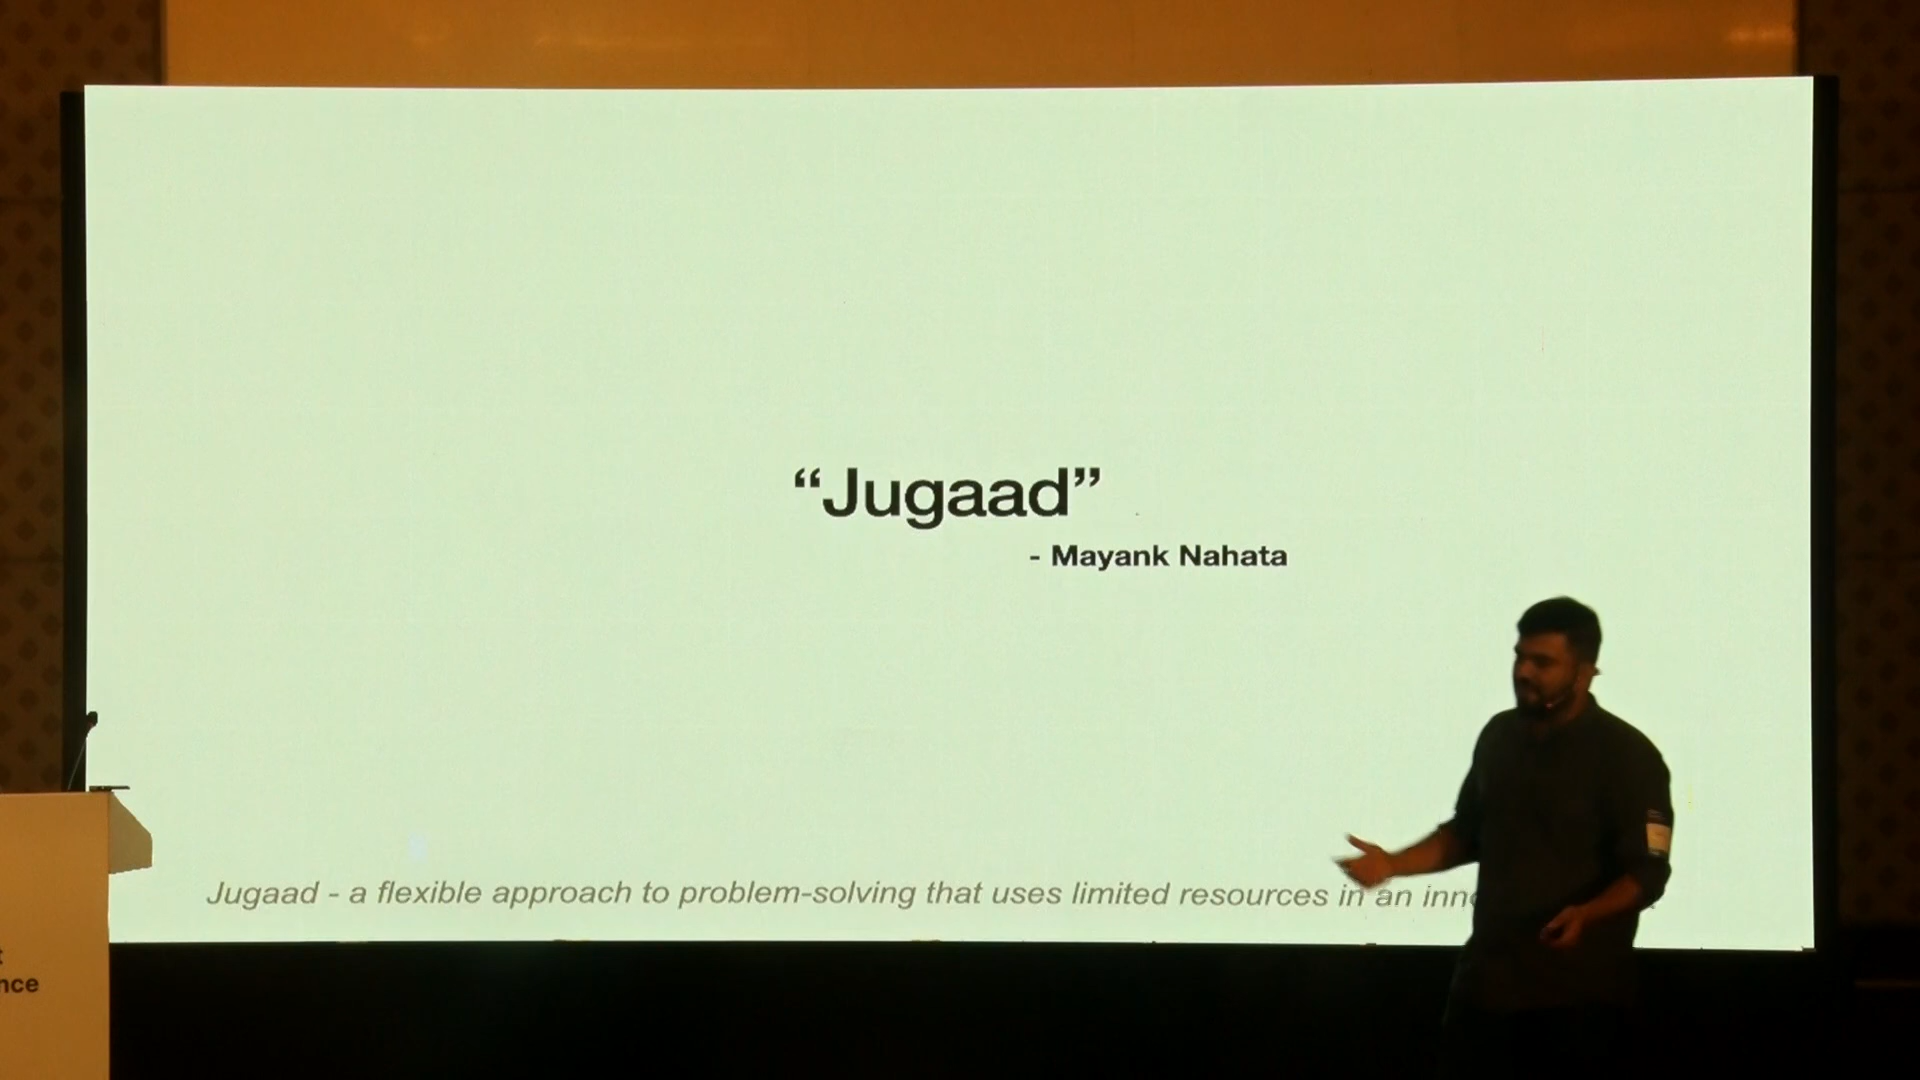 “Jugaad”
- Mayank Nahata
Jugaad - a flexible approach to problem-solving that uses limited resources in an